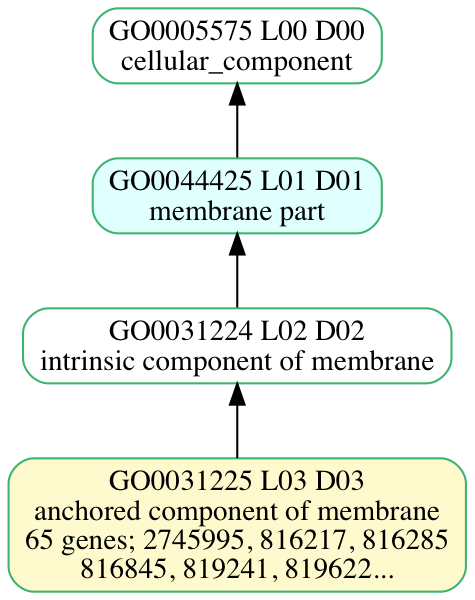 GO0005575 L00 D00
cellular_component
GO0044425 L01 D01
membrane part
GO0031224 L02 D02
intrinsic component of membrane
GO0031225 L03 D03
anchored component of membrane
65 genes; 2745995, 816217, 816285
816845, 819241, 819622...